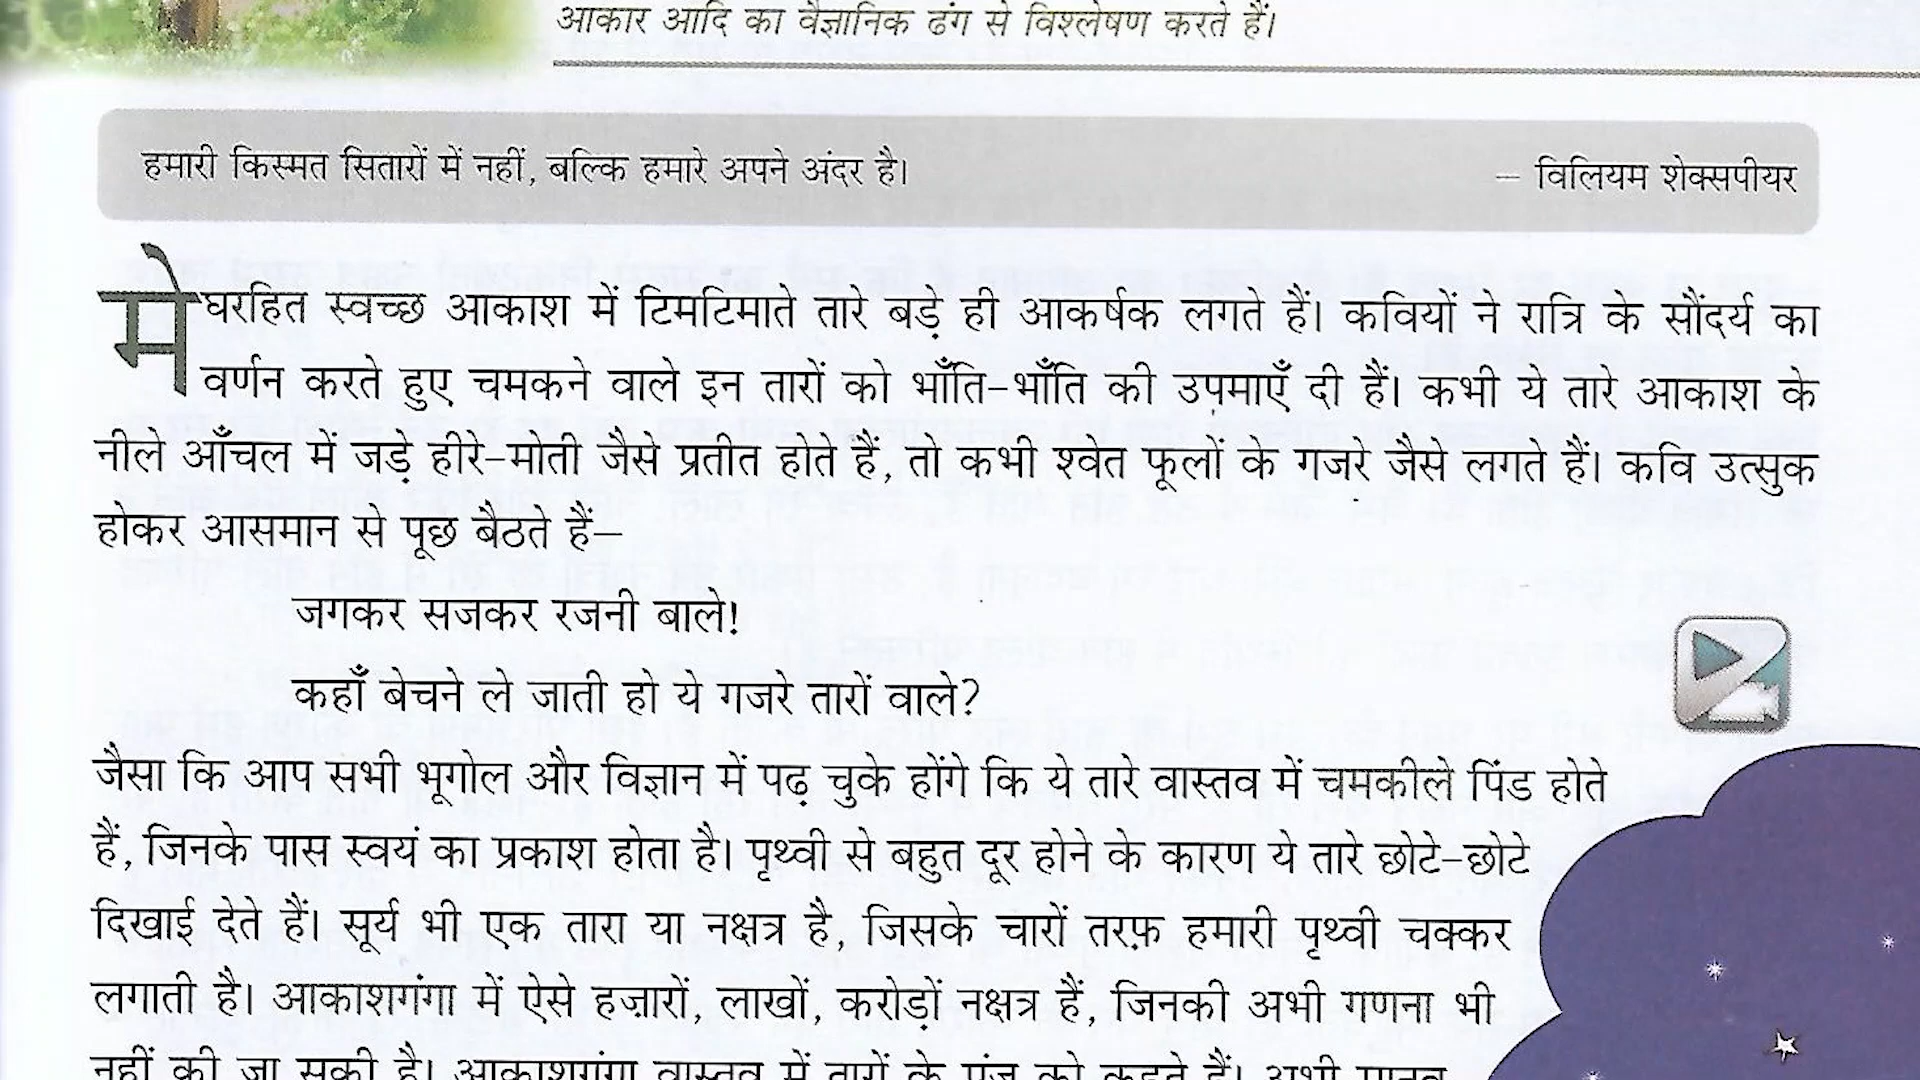 आकार आदि का वैज्ञानिक ढंग से विश्लेषण करते हैं।
हमारी किस्मत सितारों में नहीं, बल्कि हमारे अपने अंदर है। – विलियम शेक्सपीयर
मेघरहित स्वच्छ आकाश में टिमटिमाते तारे बड़े ही आकर्षक लगते हैं। कवियों ने रात्रि के सौंदर्य का
वर्णन करते हुए चमकने वाले इन तारों को भाँति-भाँति की उपमाएँ दी हैं। कभी ये तारे आकाश के
नीले आँचल में जड़े हीरे-मोती जैसे प्रतीत होते हैं, तो कभी श्वेत फूलों के गजरे जैसे लगते हैं। कवि उत्सुक
होकर आसमान से पूछ बैठते हैं–
जगकर सजकर रजनी बाले!
कहाँ बेचने ले जाती हो ये गजरे तारों वाले?
जैसा कि आप सभी भूगोल और विज्ञान में पढ़ चुके होंगे कि ये तारे वास्तव में चमकीले पिंड होते
हैं, जिनके पास स्वयं का प्रकाश होता है। पृथ्वी से बहुत दूर होने के कारण ये तारे छोटे-छोटे
दिखाई देते हैं। सूर्य भी एक तारा या नक्षत्र है, जिसके चारों तरफ़ हमारी पृथ्वी चक्कर
लगाती है। आकाशगंगा में ऐसे हज़ारों, लाखों, करोड़ों नक्षत्र हैं, जिनकी अभी गणना भी
नहीं की जा सकी है। आकाशगंगा वास्तव में तारों के पुंज को कहते हैं। अभी मानव